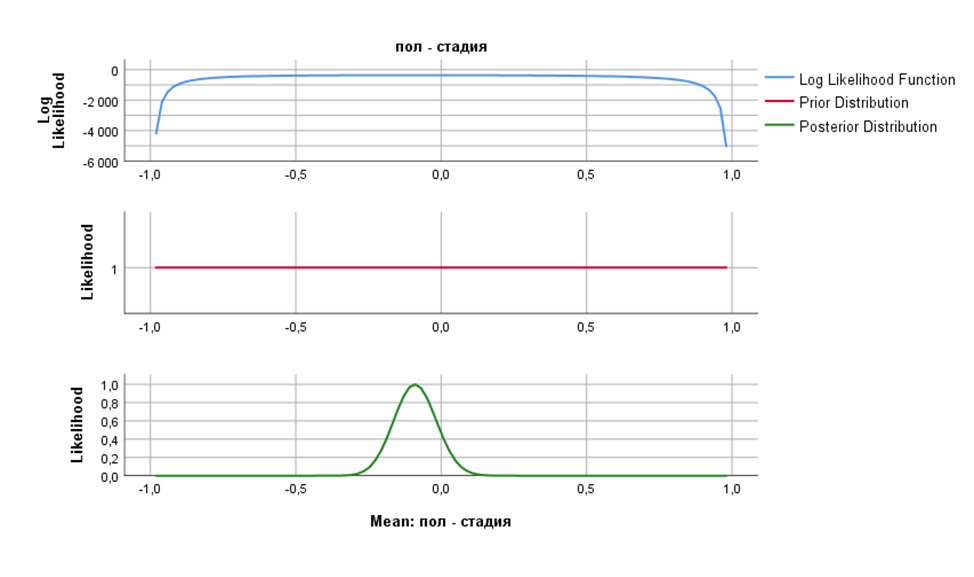 пол - стадия
Log Likelihood
0
-2 000
-4 000
-6 000
-1,0 -0,5 0,0 0,5 1,0
Log Likelihood Function
Prior Distribution
Posterior Distribution
Likelihood
1
-1,0 -0,5 0,0 0,5 1,0
Likelihood
1,0
0,8
0,6
0,4
0,2
0,0
-1,0 -0,5 0,0 0,5 1,0
Mean: пол - стадия